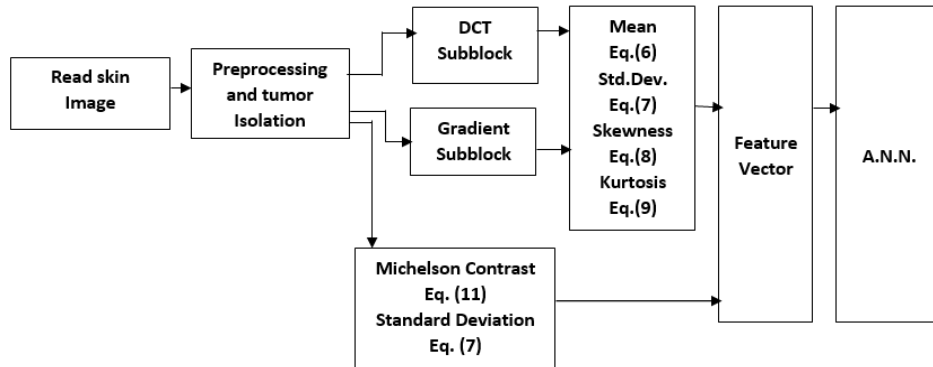 Read skin
Image
Preprocessing
and tumor
Isolation
DCT
Subblock
Gradient
Subblock
Mean
Eq.(6)
Std.Dev.
Eq.(7)
Skewness
Eq.(8)
Kurtosis
Eq.(9)
Michelson Contrast
Eq. (11)
Standard Deviation
Eq. (7)
Feature
Vector
A.N.N.